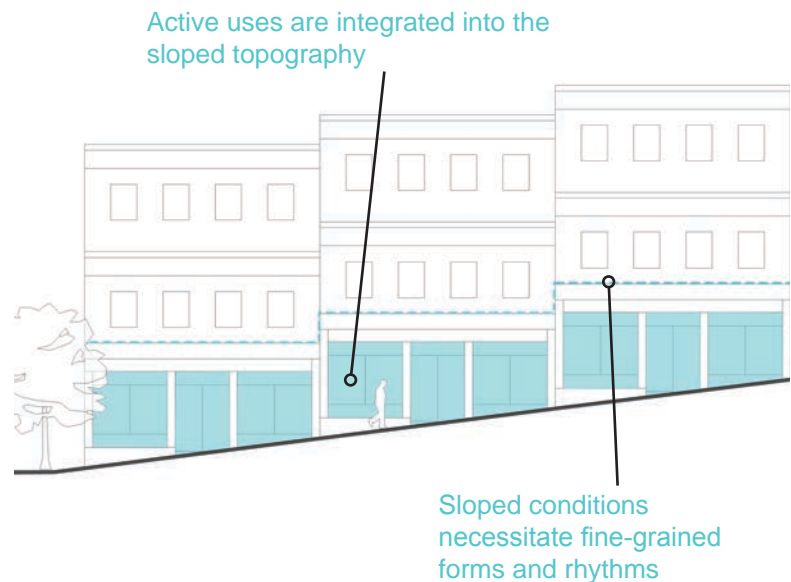 Active uses are integrated into the
sloped topography
Sloped conditions
necessitate fine-grained
forms and rhythms